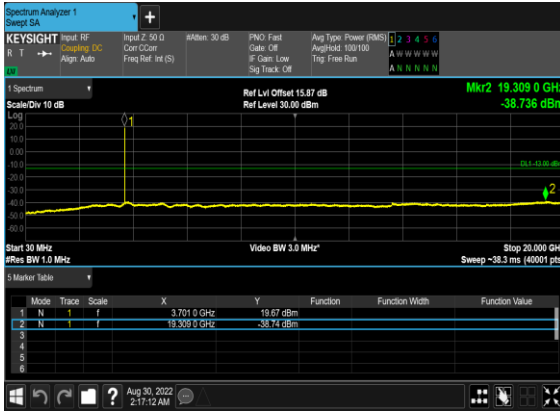 Spectrum Analyzer 1
Swept SA
+
KEYSIGHT Input: RF Input Z: 50 Ω #Atten: 30 dB PNO: Fast Avg Type: Power (RMS) 1 2 3 4 5 6
R T Coupling: DC Corr CCorr Gate: Off Avg|Hold: 100/100 A W W W W W
Align: Auto Freq Ref: Int (S) IF Gain: Low Trig: Free Run
Sig Track: Off A N N N N N
1 Spectrum Ref Lvl Offset 15.87 dB Mkr2 19.309 0 GHz
Scale/Div 10 dB Ref Level 30.00 dBm -38.736 dBm
Log
20.0
10.0
0.00
-10.0
-20.0
-30.0
-40.0
-50.0
-60.0
1
DL1 -13.00 dBm
2
Start 30 MHz Video BW 3.0 MHz* Stop 20.000 GHz
#Res BW 1.0 MHz Sweep ~38.3 ms (40001 pts)
5 Marker Table
Mode Trace Scale X Y Function Function Width Function Value
1 N 1 f 3.701 0 GHz 19.67 dBm
2 N 1 f 19.309 0 GHz -38.74 dBm
3
4
5
6
? Aug 30, 2022
2:17:12 AM